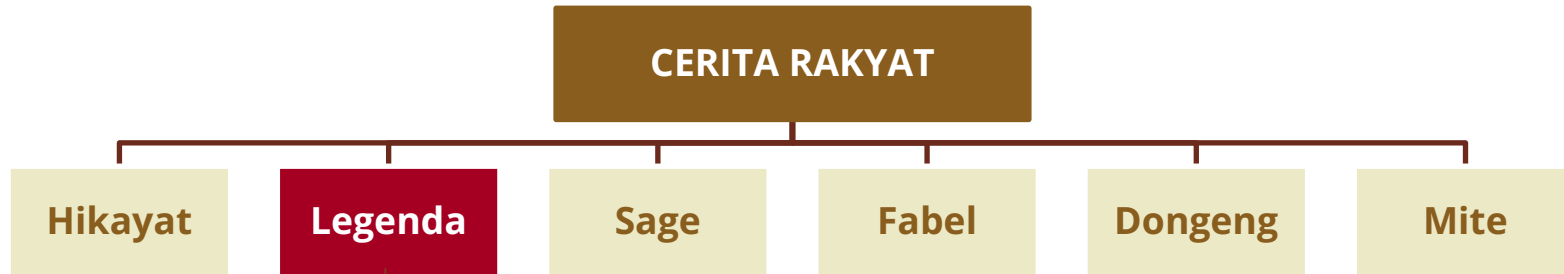 CERITA RAKYAT
Hikayat
Legenda
Sage
Fabel
Dongeng
Mite